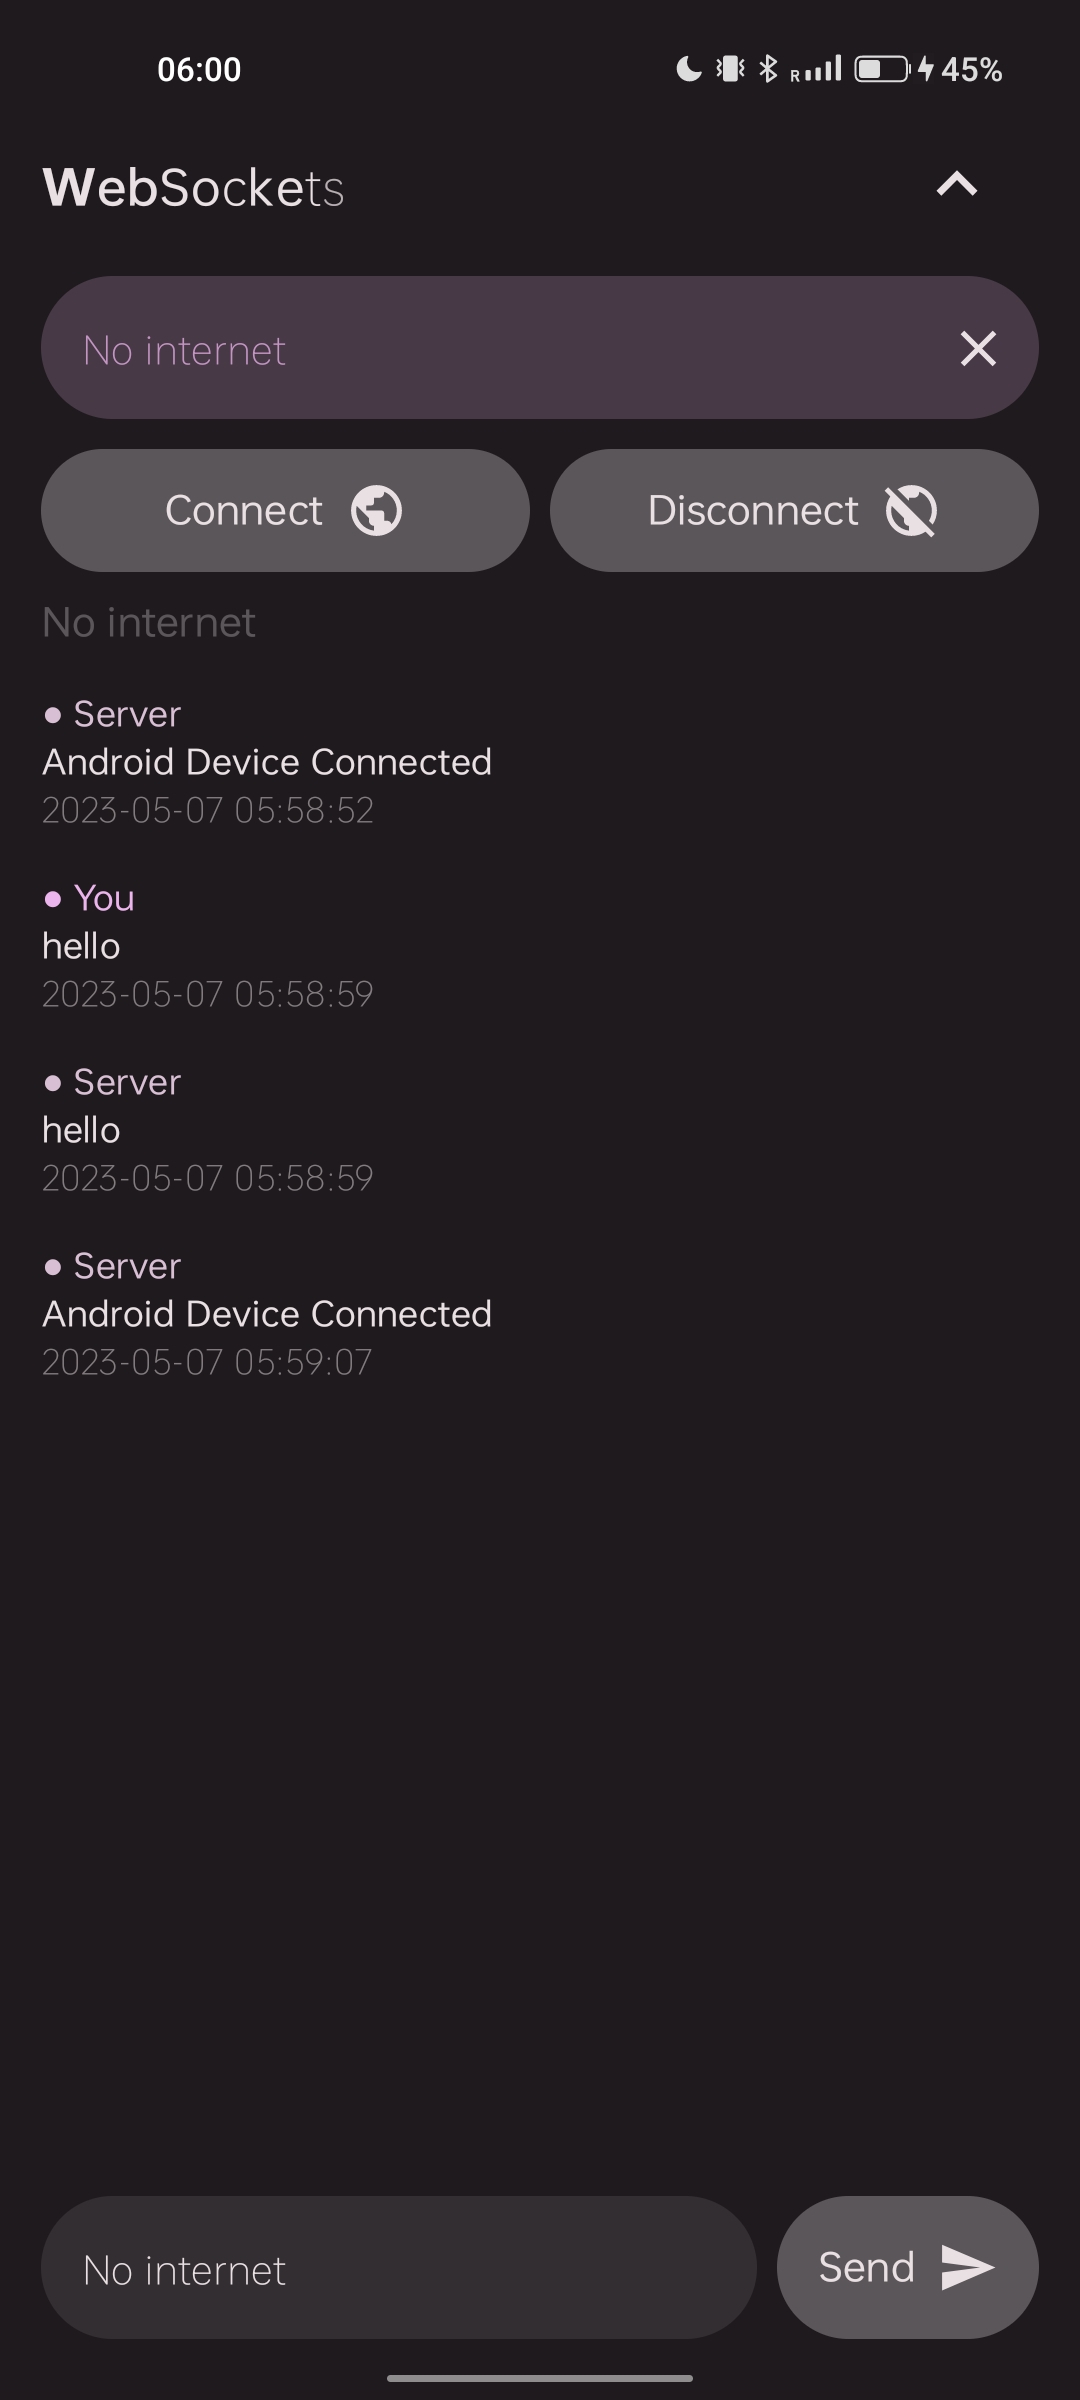 06:00
R 45%
WebSockets
No internet
Connect
Disconnect
No internet
• Server
Android Device Connected
2023-05-07 05:58:52
• You
hello
2023-05-07 05:58:59
• Server
hello
2023-05-07 05:58:59
• Server
Android Device Connected
2023-05-07 05:59:07
No internet
Send